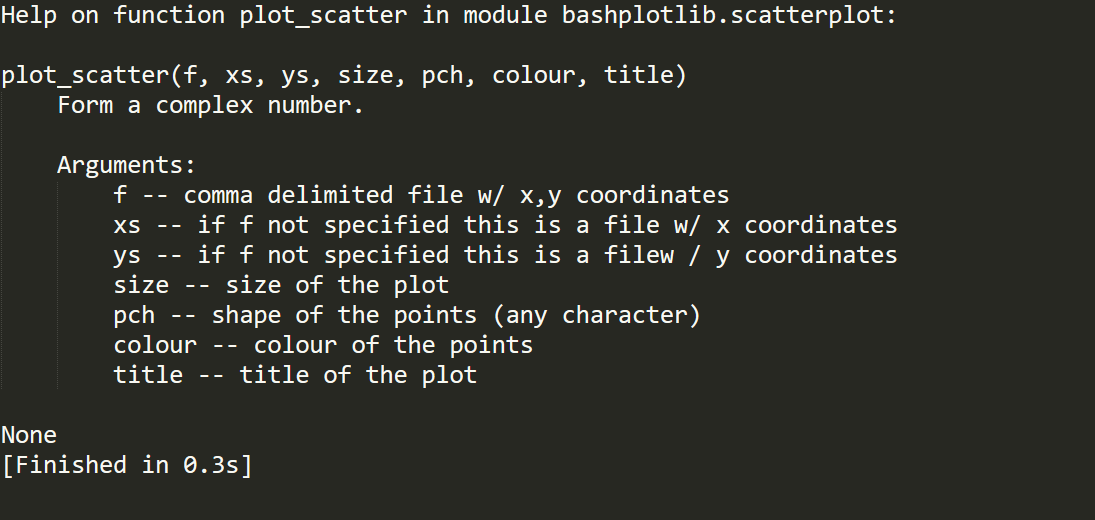 Help on function plot_scatter in module bashplotlib.scatterplot:
plot_scatter(f, xs, ys, size, pch, colour, title)
Form a complex number.
Arguments:
f -- comma delimited file w/ x,y coordinates
xs -- if f not specified this is a file w/ x coordinates
ys -- if f not specified this is a filew / y coordinates
size -- size of the plot
pch -- shape of the points (any character)
colour -- colour of the points
title -- title of the plot
None
[Finished in 0.3s]